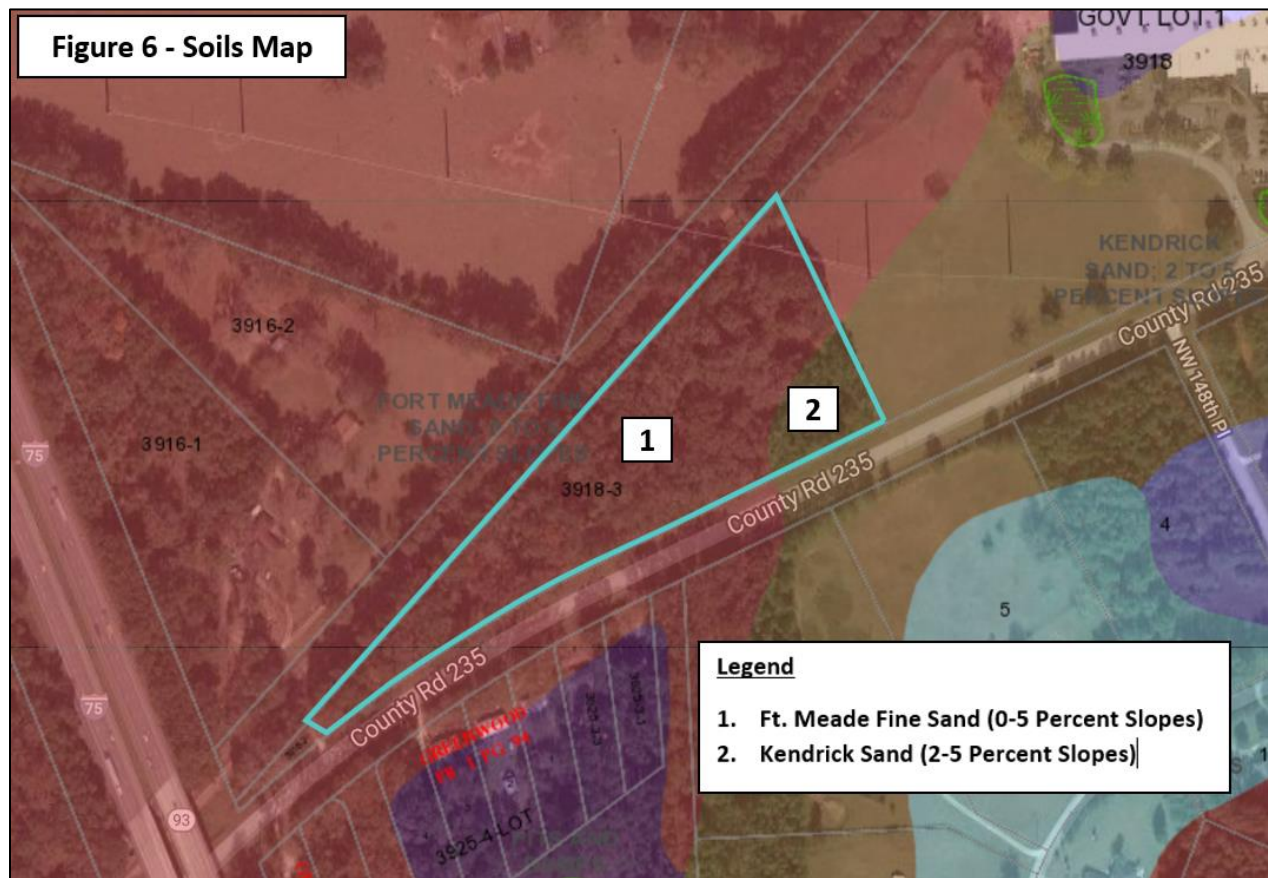 Figure 6 - Soils Map
GOVT. LOT 1
3918
KENDRICK
SAND; 2 TO 5
PERCENT
County Rd 235
NW 148th Pl
3916-2
FORT MEADE FINE
SAND; 0 TO 5
PERCENT SLOPES
1
2
3916-1
75
3918-3
County Rd 235
4
5
County Rd 235
75
93
GREENWOOD
3925-4-LOT
Legend
1. Ft. Meade Fine Sand (0-5 Percent Slopes)
2. Kendrick Sand (2-5 Percent Slopes)